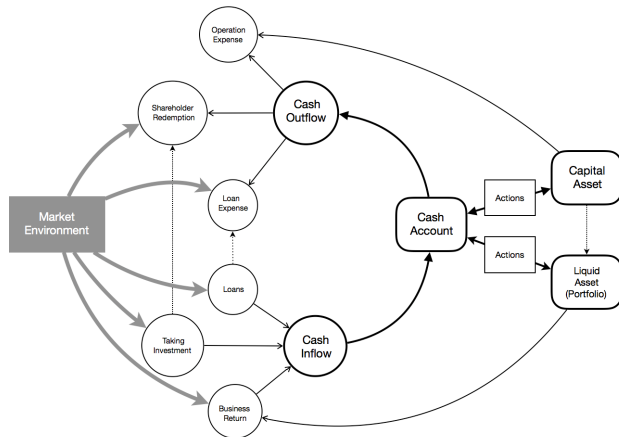 Operation
Expense
Shareholder
Redemption
Cash
Outflow
Capital
Asset
Loan
Expense
Actions
Market
Environment
Cash
Account
Actions
Liquid
Asset
(Portfolio)
Loans
Taking
Investment
Cash
Inflow
Business
Return